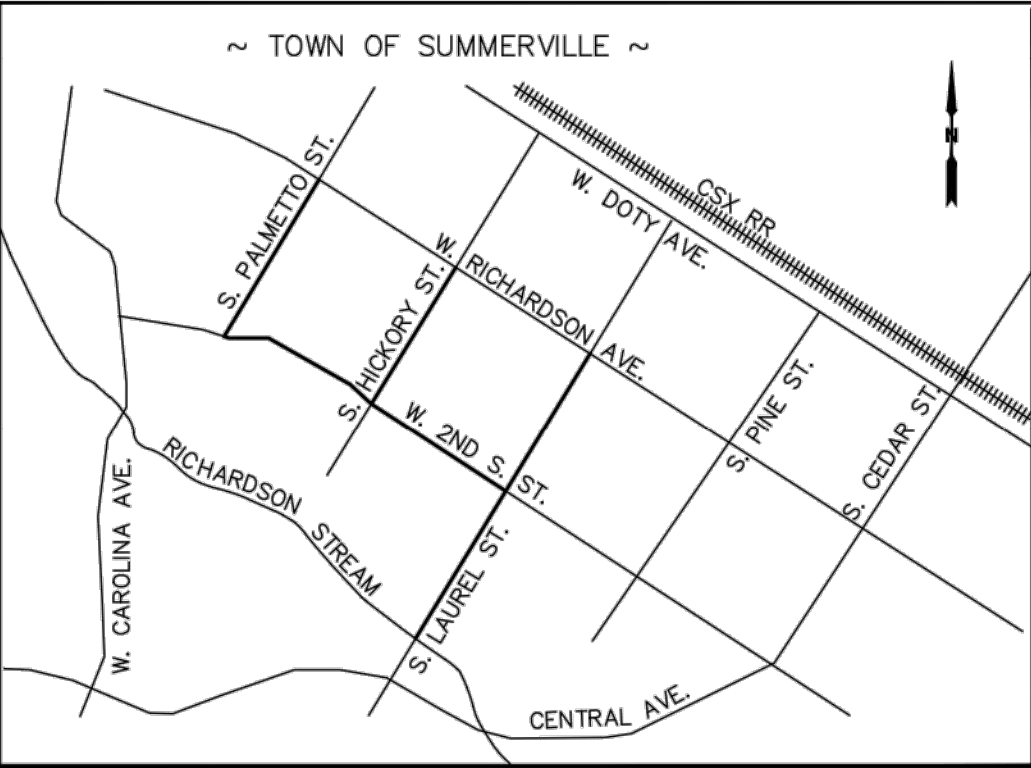 ~ TOWN OF SUMMERVILLE ~
N
CSX RR
W. DOTY AVE.
S. PALMETTO ST.
W. RICHARDSON AVE.
S. HICKORY ST.
S. PINE ST.
S. CEDAR ST.
W. 2ND S. ST.
RICHARDSON STREAM
W. CAROLINA AVE.
S. LAUREL ST.
CENTRAL AVE.